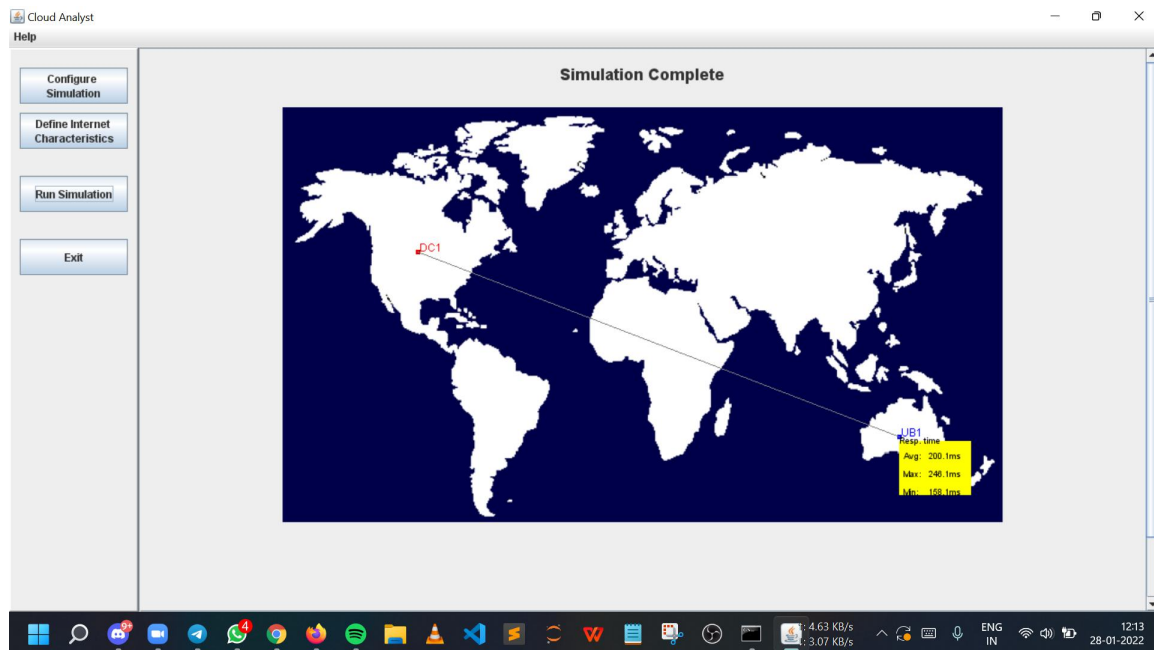 Cloud Analyst
Help
Configure
Simulation
Define Internet
Characteristics
Run Simulation
Exit
Simulation Complete
DC1
UB1
Resp. time
Avg: 200.1ms
Max: 246.1ms
Min: 158.1ms
9+
4
: 4.63 KB/s
: 3.07 KB/s
ENG
IN
12:13
28-01-2022